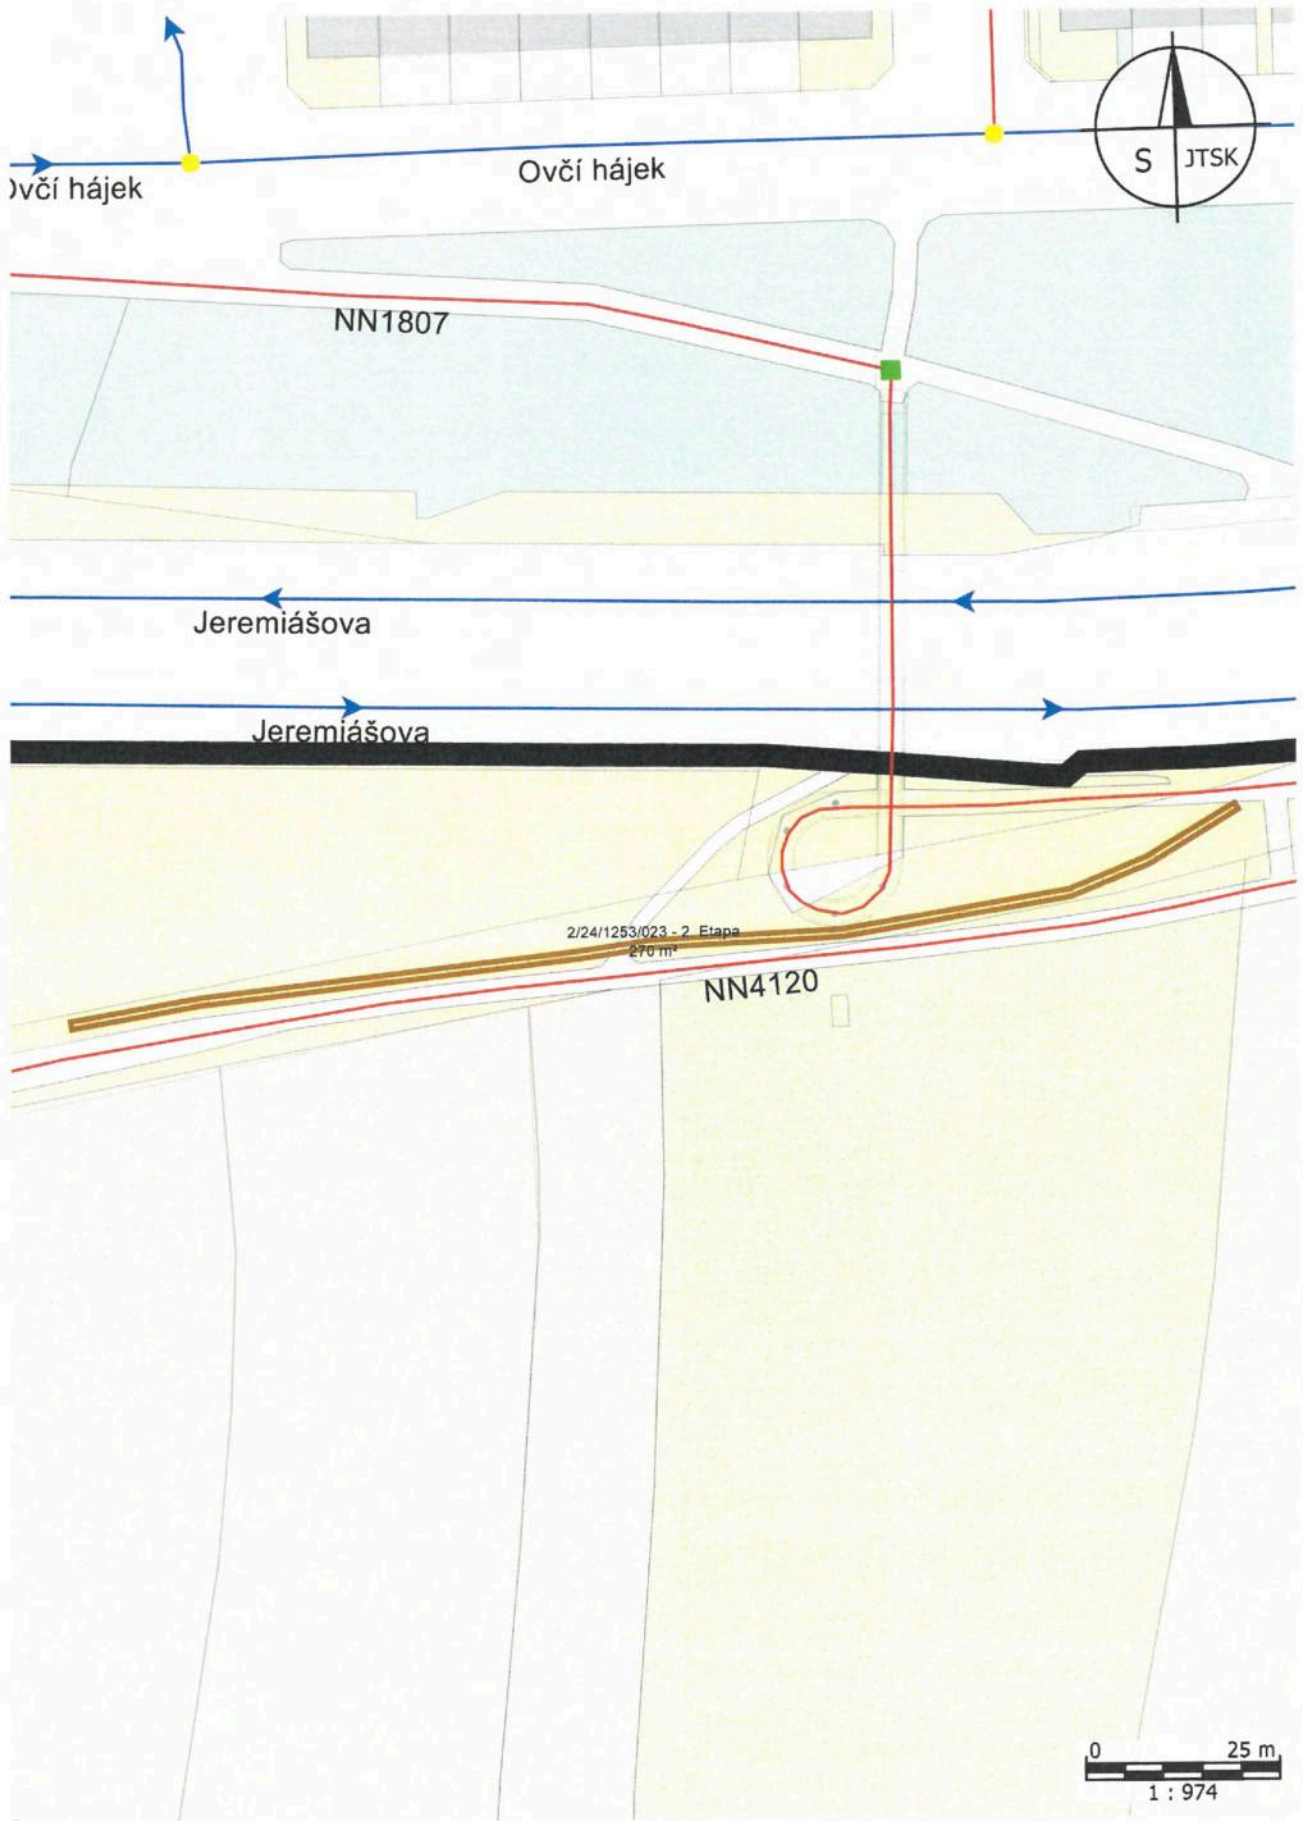 S JTSK
Ovčí hájek
Ovčí hájek
NN1807
Jeremiášova
Jeremiášova
2/24/1253/023 - 2. Etapa
270 m²
NN4120
0 25 m
1 : 974